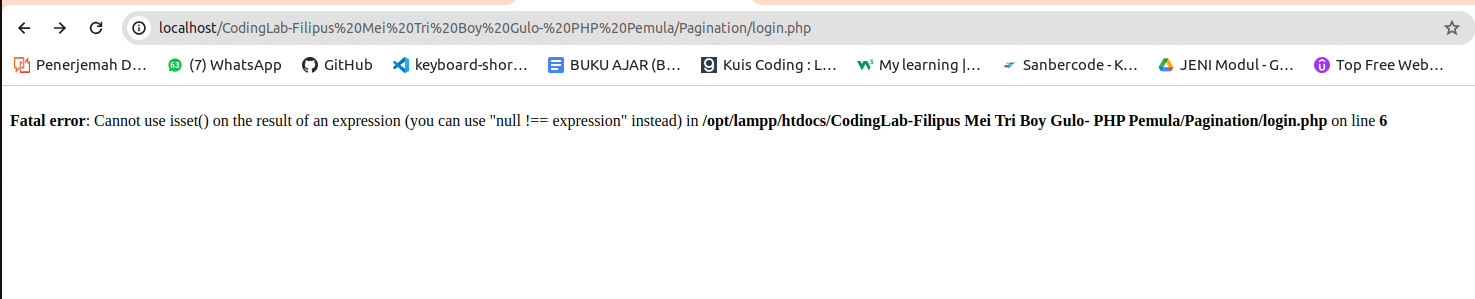 localhost/CodingLab-Filipus%20Mei%20Tri%20Boy%20Gulo-%20PHP%20Pemula/Pagination/login.php
Penerjemah D... (7) WhatsApp GitHub keyboard-shor... BUKU AJAR (B... Kuis Coding : L... My learning |... Sanbercode - K... JENI Modul - G... Top Free Web...
Fatal error: Cannot use isset() on the result of an expression (you can use "null !== expression" instead) in /opt/lampp/htdocs/CodingLab-Filipus Mei Tri Boy Gulo- PHP Pemula/Pagination/login.php on line 6